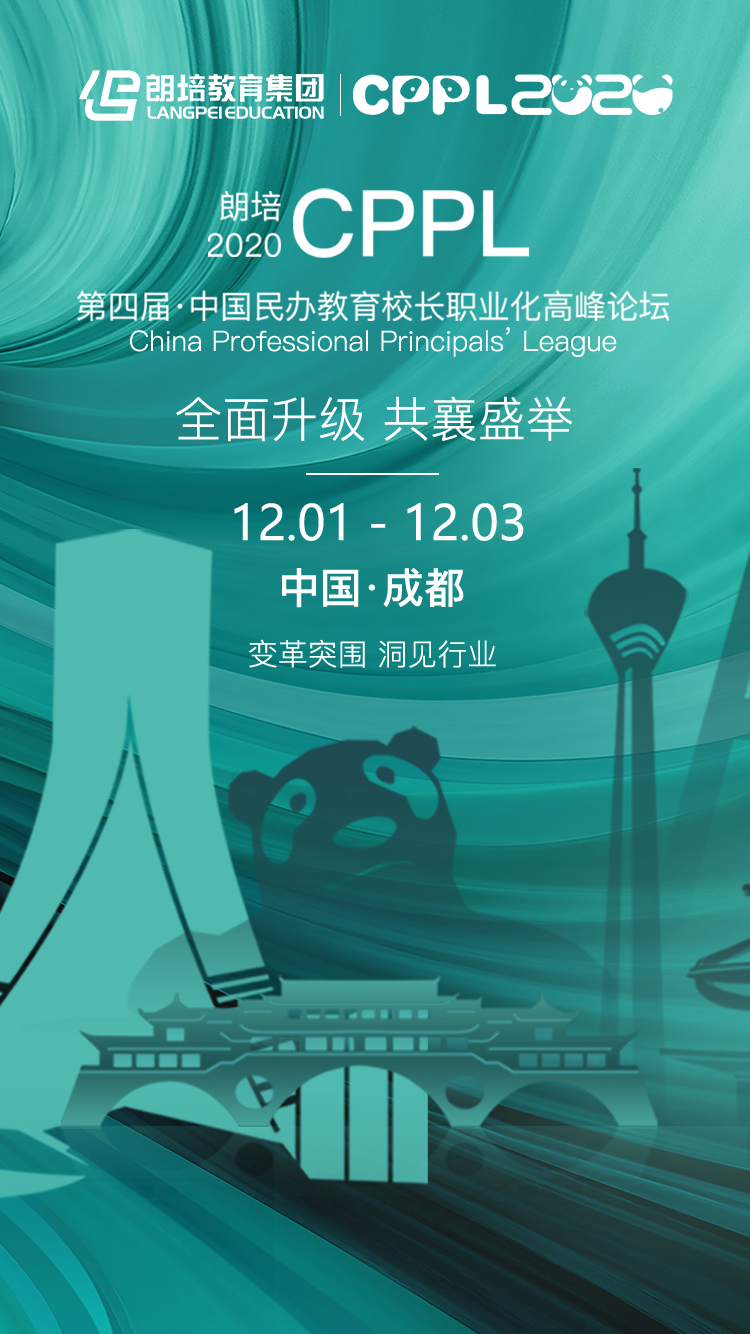 朗培教育集团 CPPL2020
LANGPEI EDUCATION
朗培
2020 CPPL
第四届·中国民办教育校长职业化高峰论坛
China Professional Principals’ League
全面升级 共襄盛举
12.01 - 12.03
中国·成都
变革突围 洞见行业